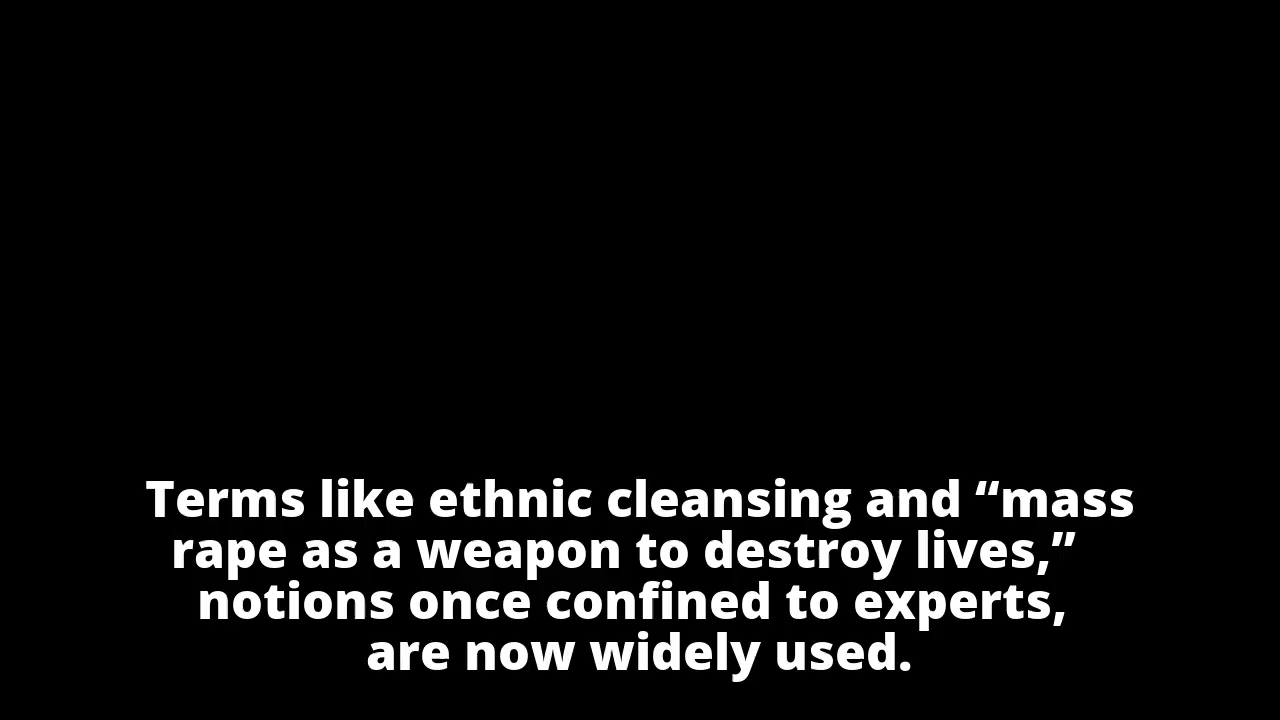 Terms like ethnic cleansing and “mass
rape as a weapon to destroy lives,”
notions once confined to experts,
are now widely used.